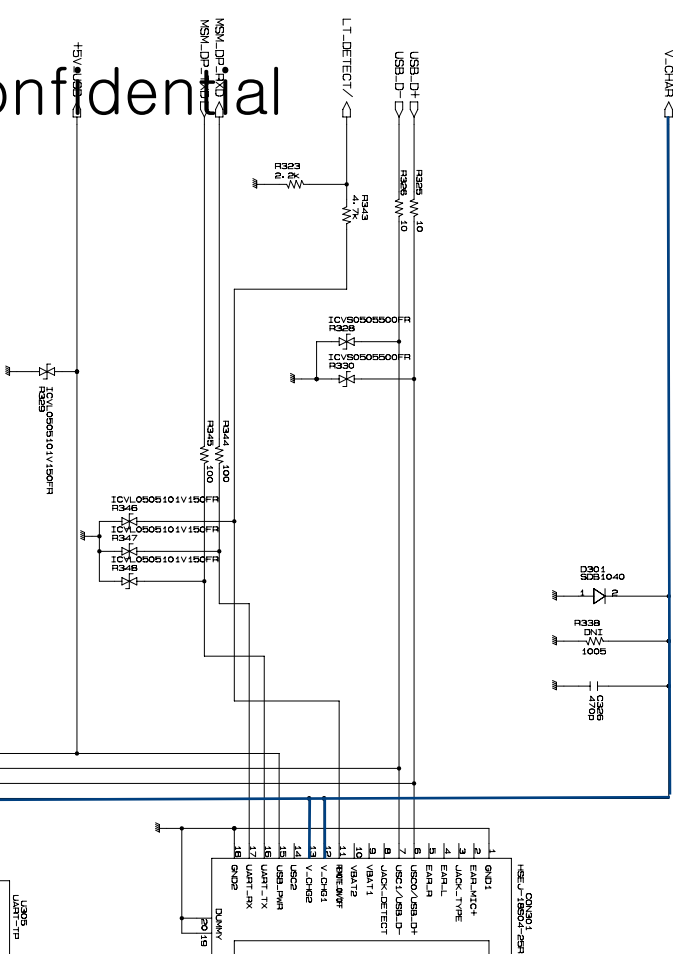 +5V_USB
MSM_DP_TXD
MSM_DP_RXD
LT_DETECT/
USB_D-
USB_D+
V_CHAR
onfidential
R323
2.2K
R343
4.7K
R326
10
R325
10
ICVS0505500FR
R328
ICVS0505500FR
R330
ICVL0505101V150FR
R329
R345
100
R344
100
ICVL0505101V150FR
R346
ICVL0505101V150FR
R347
ICVL0505101V150FR
R348
D301
SDB1040
1 2
R338
DNI
1005
C326
470p
18 17 16 15 14 13 12 11 10 9 8 7 6 5 4 3 2 1
GND2
UART_RX
UART_TX
USB_PWR
USC2
V_CHG2
V_CHG1
REMOTE_ON/OFF
VBAT2
VBAT1
JACK_DETECT
USC1/USB_D-
USC0/USB_D+
EAR_R
EAR_L
JACK_TYPE
EAR_MIC+
GND1
CON301
DUMMY
20 19
U305
UART-TP